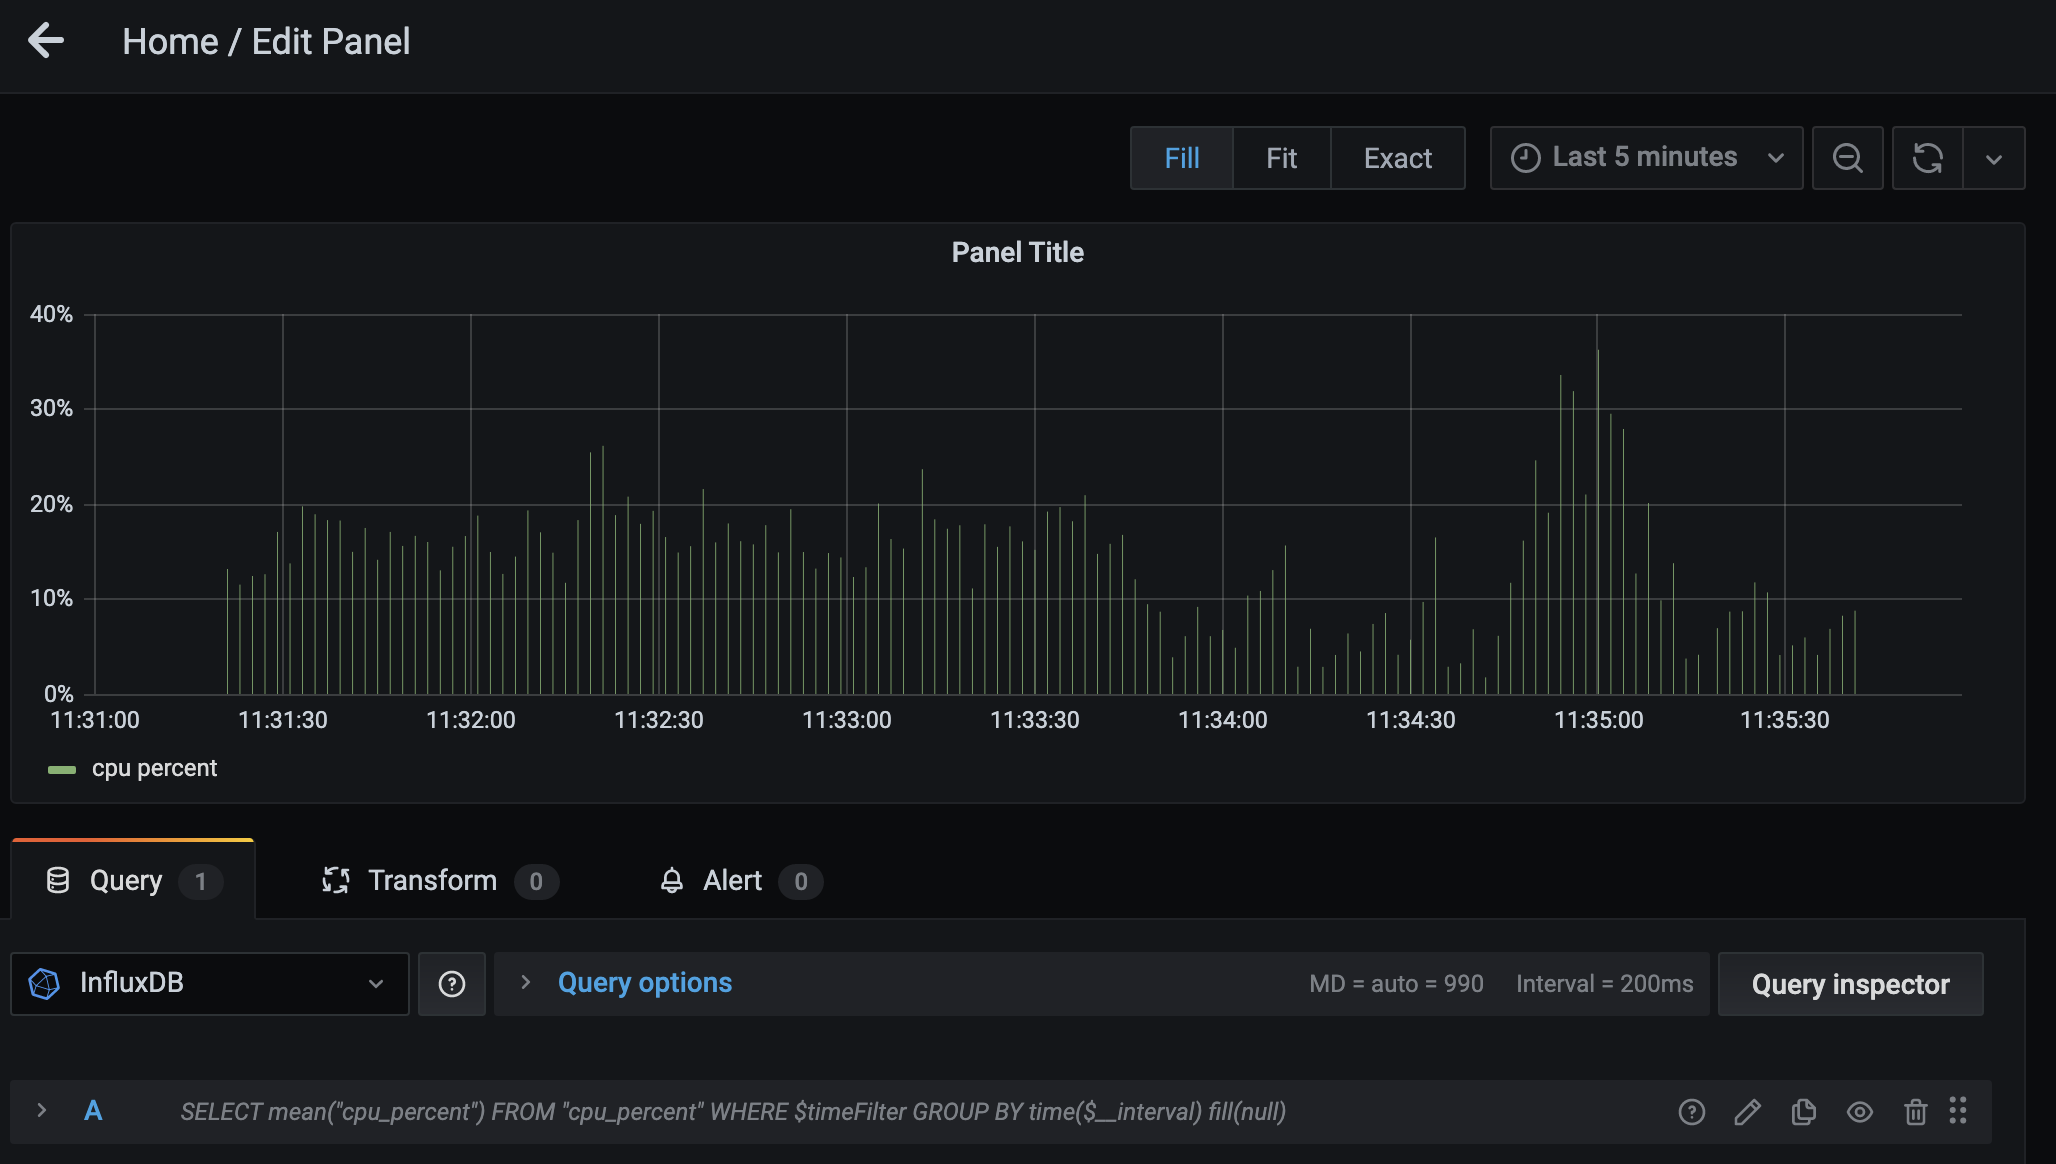 Home / Edit Panel
Fill Fit Exact Last 5 minutes
Panel Title
40%
30%
20%
10%
0%
11:31:00 11:31:30 11:32:00 11:32:30 11:33:00 11:33:30 11:34:00 11:34:30 11:35:00 11:35:30
cpu percent
Query 1 Transform 0 Alert 0
InfluxDB ? Query options MD = auto = 990 Interval = 200ms Query inspector
A SELECT mean("cpu_percent") FROM "cpu_percent" WHERE $timeFilter GROUP BY time($__interval) fill(null) ?